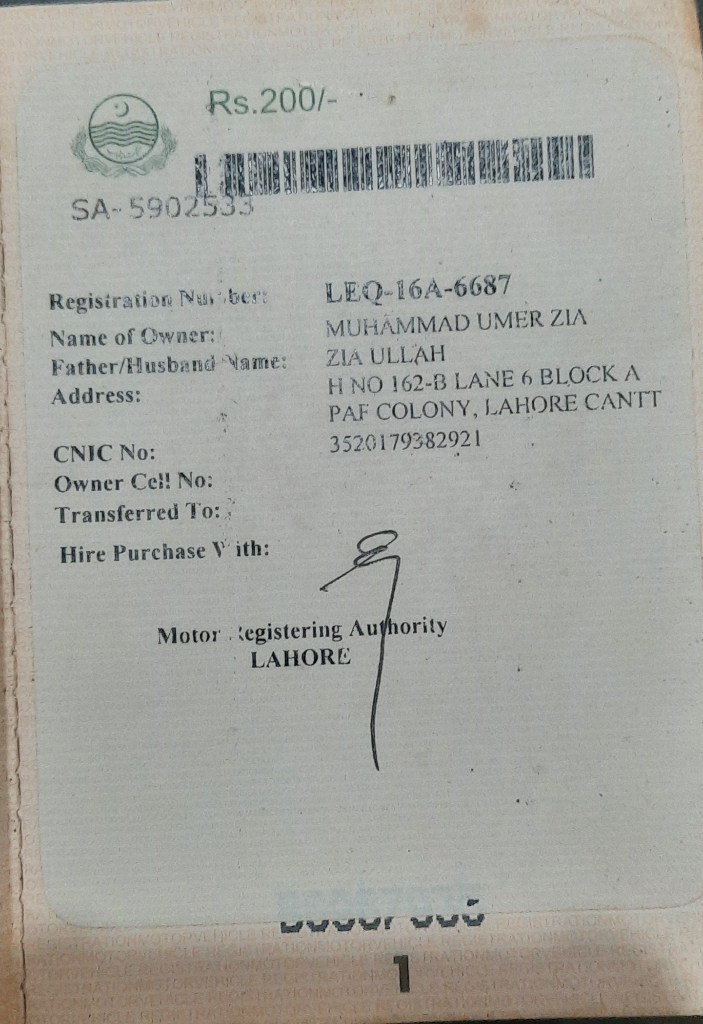 Rs.200/-
SA-5902533
Registration Number: LEQ-16A-6687
Name of Owner: MUHAMMAD UMER ZIA
Father/Husband Name: ZIA ULLAH
Address: H NO 162-B LANE 6 BLOCK A
PAF COLONY, LAHORE CANTT
CNIC No: 3520179382921
Owner Cell No:
Transferred To:
Hire Purchase With:
Motor Registering Authority
LAHORE
1